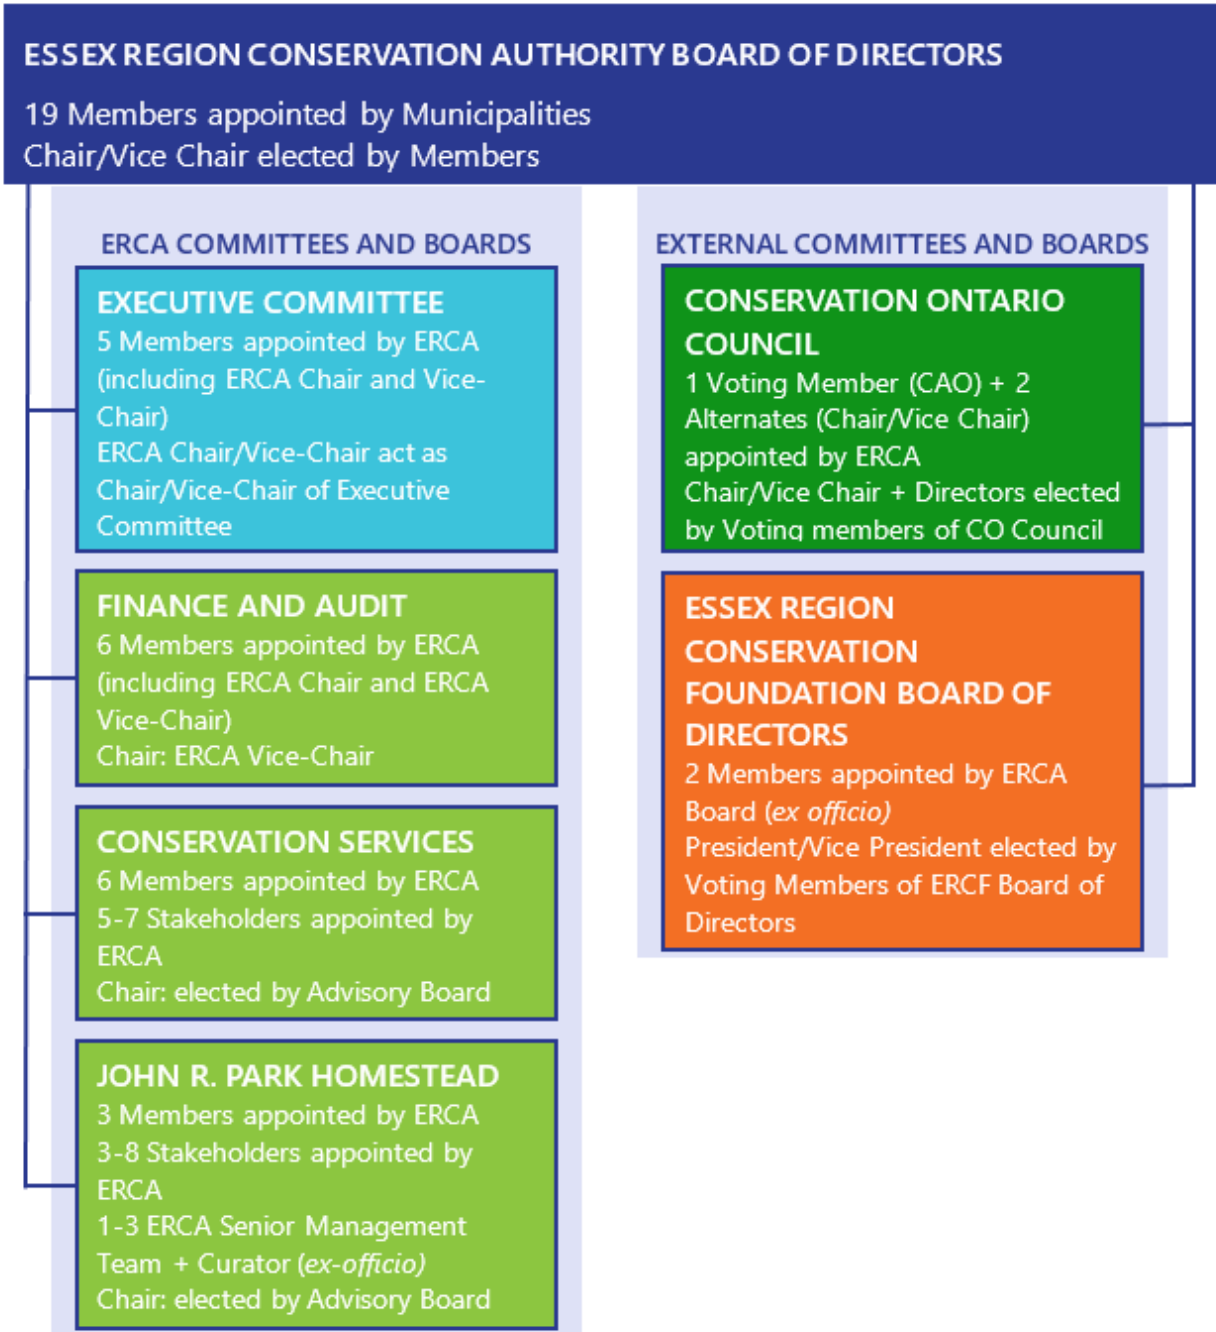 ESSEX REGION CONSERVATION AUTHORITY BOARD OF DIRECTORS
19 Members appointed by Municipalities
Chair/Vice Chair elected by Members
ERCA COMMITTEES AND BOARDS
EXECUTIVE COMMITTEE
5 Members appointed by ERCA
(including ERCA Chair and Vice-
Chair)
ERCA Chair/Vice-Chair act as
Chair/Vice-Chair of Executive
Committee
FINANCE AND AUDIT
6 Members appointed by ERCA
(including ERCA Chair and ERCA
Vice-Chair)
Chair: ERCA Vice-Chair
CONSERVATION SERVICES
6 Members appointed by ERCA
5-7 Stakeholders appointed by
ERCA
Chair: elected by Advisory Board
JOHN R. PARK HOMESTEAD
3 Members appointed by ERCA
3-8 Stakeholders appointed by
ERCA
1-3 ERCA Senior Management
Team + Curator (ex-officio)
Chair: elected by Advisory Board
EXTERNAL COMMITTEES AND BOARDS
CONSERVATION ONTARIO
COUNCIL
1 Voting Member (CAO) + 2
Alternates (Chair/Vice Chair)
appointed by ERCA
Chair/Vice Chair + Directors elected
by Voting members of CO Council
ESSEX REGION
CONSERVATION
FOUNDATION BOARD OF
DIRECTORS
2 Members appointed by ERCA
Board (ex officio)
President/Vice President elected by
Voting Members of ERCF Board of
Directors